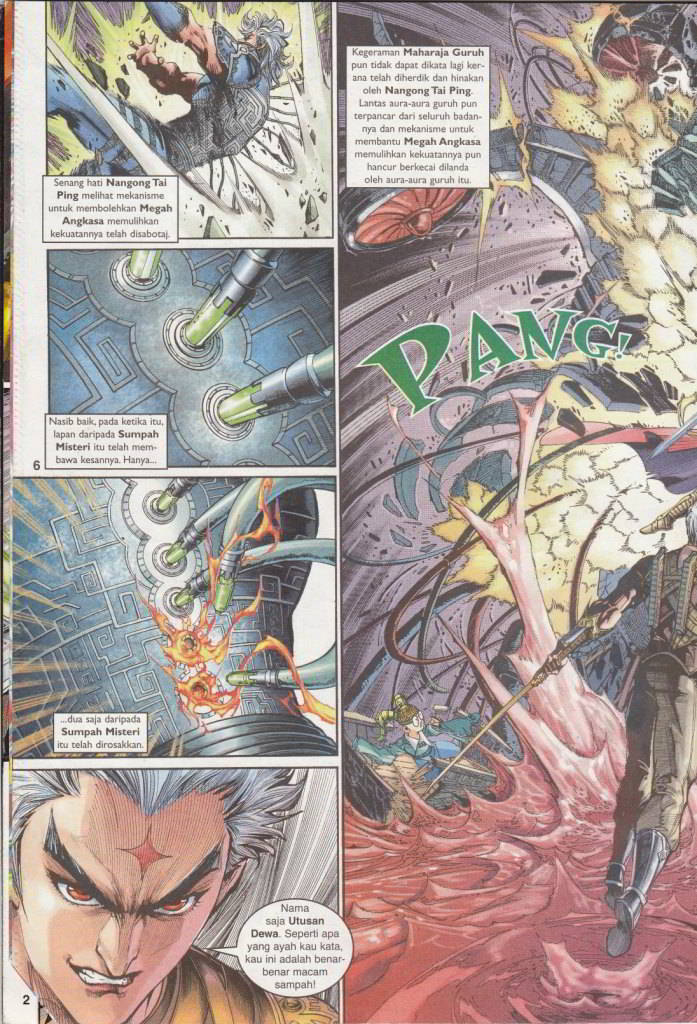 Senang hati Nangong Tai
Ping melihat mekanisme
untuk membolehkan Megah
Angkasa memulihkan
kekuatannya telah disabotaj.
Nasib baik, pada ketika itu,
lapan daripada Sumpah
Misteri itu telah mem-
bawa kesannya. Hanya...
6
...dua saja daripada
Sumpah Misteri
itu telah dirosakkan.
Nama
saja Utusan
Dewa. Seperti apa
yang ayah kau kata,
kau ini adalah benar-
benar macam
sampah!
2
Kegeraman Maharaja Guruh
pun tidak dapat dikata lagi ker-
ana telah diherdik dan hinakan
oleh Nangong Tai Ping.
Lantas aura-aura guruh pun
terpancar dari seluruh badan-
nya dan mekanisme untuk
membantu Megah Angkasa
memulihkan kekuatannya pun
hancur berkecai dilanda
oleh aura-aura guruh itu.
PANG!